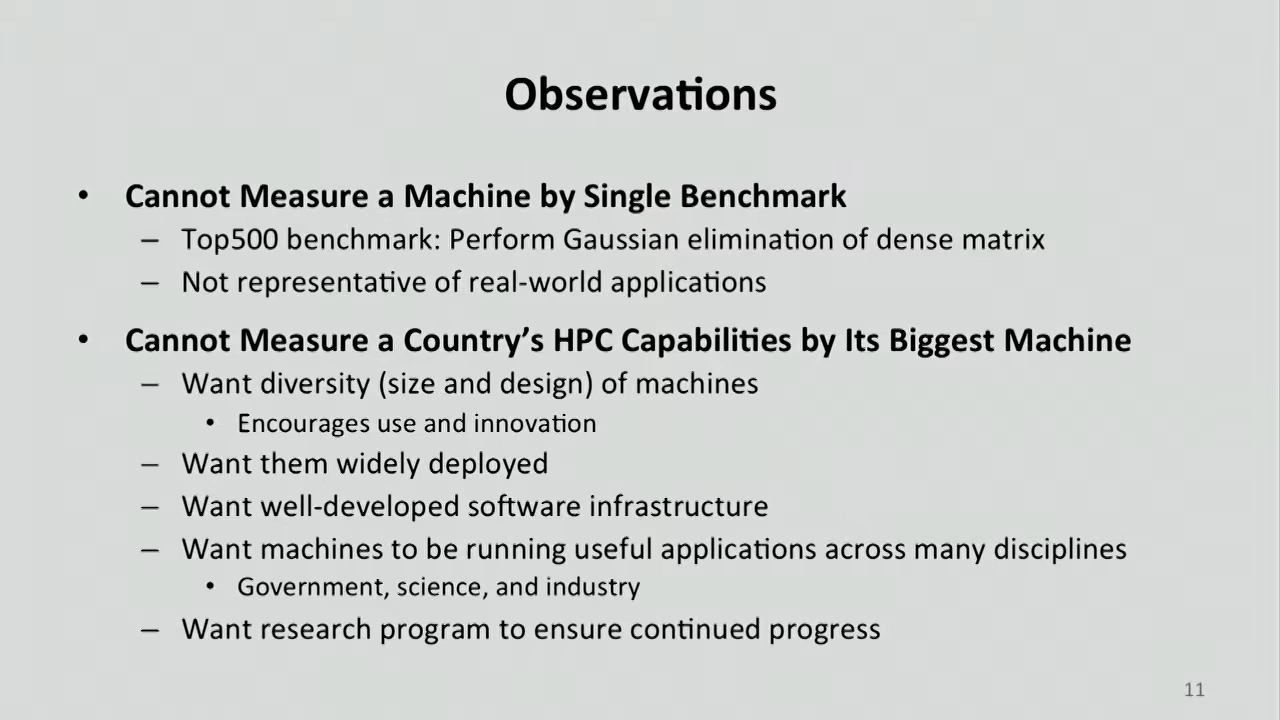 Observations
• Cannot Measure a Machine by Single Benchmark
– Top500 benchmark: Perform Gaussian elimination of dense matrix
– Not representative of real-world applications
• Cannot Measure a Country’s HPC Capabilities by Its Biggest Machine
– Want diversity (size and design) of machines
• Encourages use and innovation
– Want them widely deployed
– Want well-developed software infrastructure
– Want machines to be running useful applications across many disciplines
• Government, science, and industry
– Want research program to ensure continued progress
11